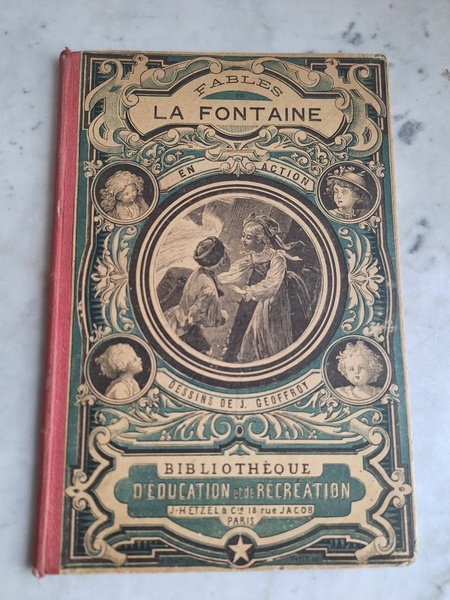 FABLES
DE
LA FONTAINE
EN ACTION
DESSINS DE J. GEOFFROY
BIBLIOTHÈQUE
D'ÉDUCATION et de RÉCRÉATION
J. HETZEL & Cie 18 rue JACOB
PARIS